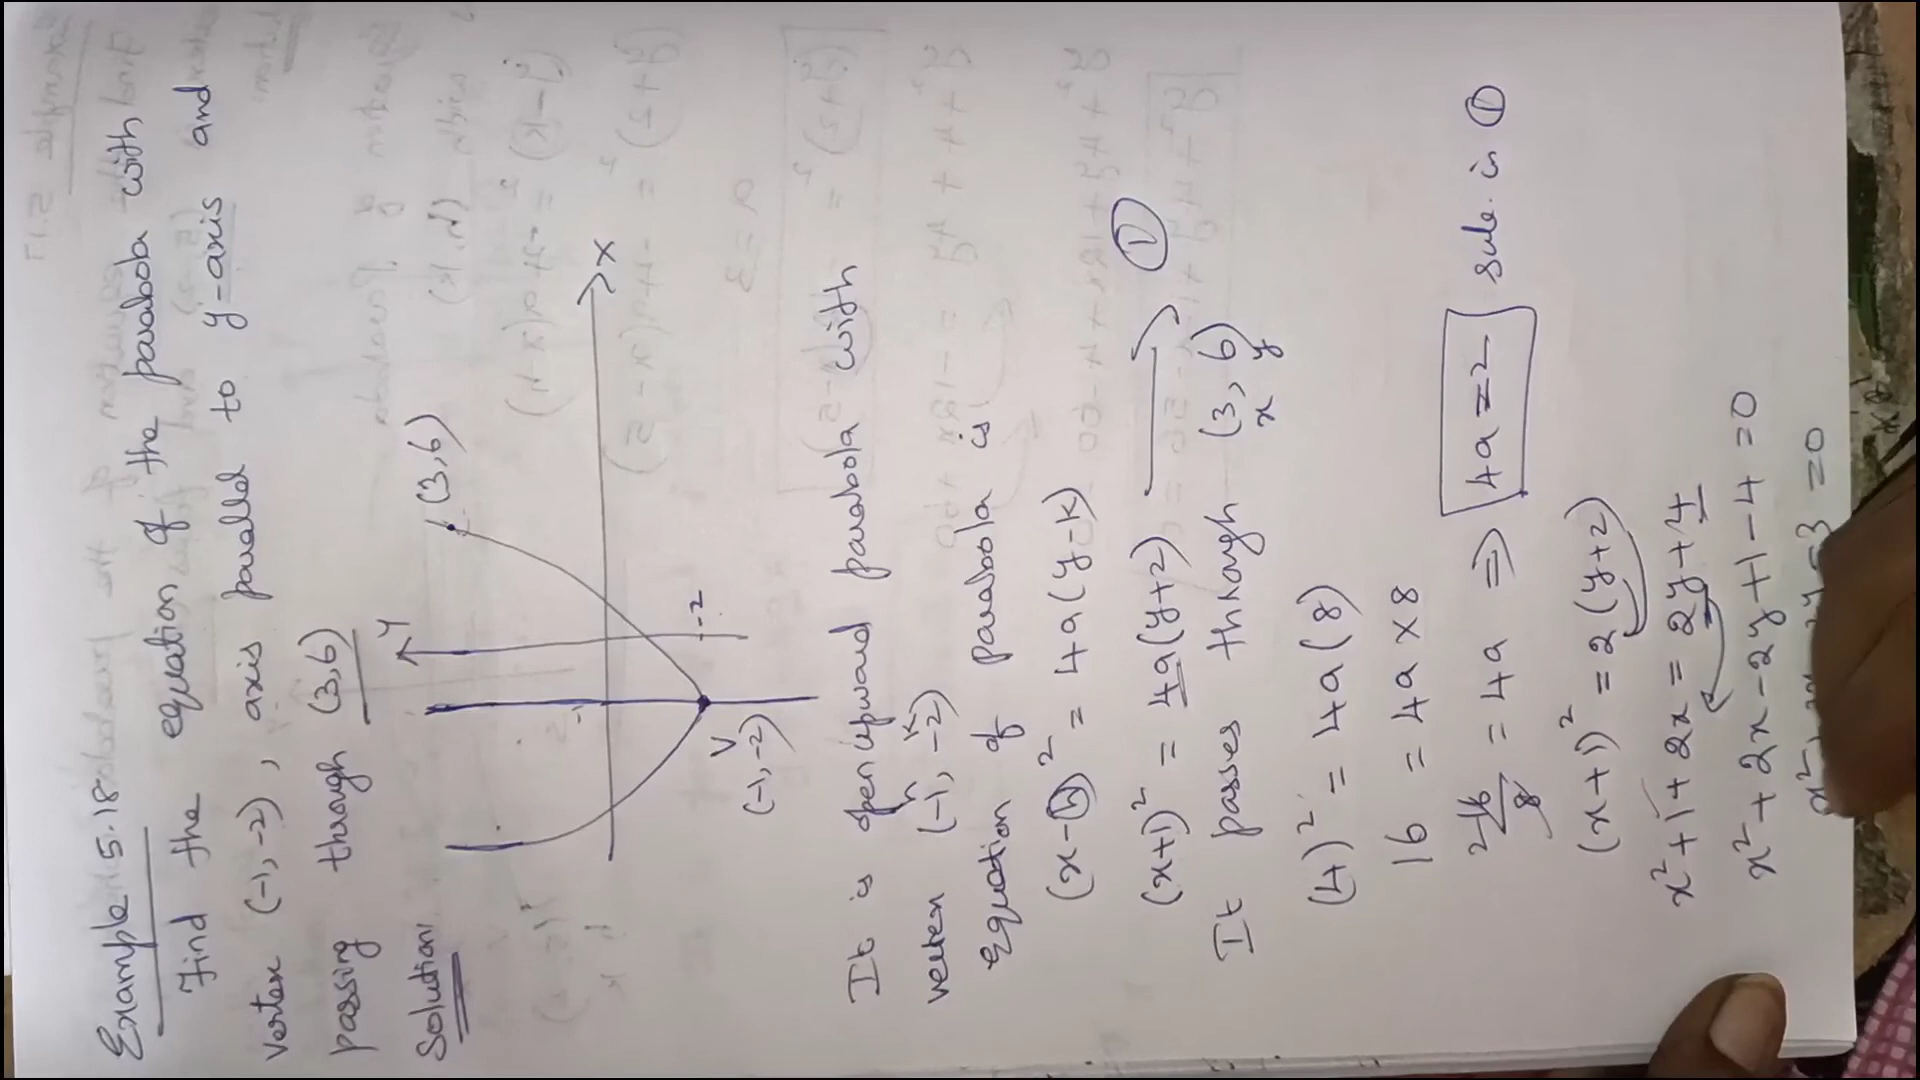 Example 5.18
Find the equation of the parabola with
vertex (-1,-2), axis parallel to y-axis and
passing through (3,6)
Solution:
Y
(3,6)
X
-1
-2
V
(-1,-2)
It is open upward parabola with
h k
vertex (-1,-2)
Equation of parabola is
(x-h)² = 4a(y-k)
(x+1)² = 4a(y+2) → ①
It passes through (3, 6)
x y
(4)² = 4a(8)
16 = 4a × 8
2 16/8 = 4a ⇒ 4a = 2 sub. in ①
(x+1)² = 2(y+2)
x²+1+2x = 2y+4
x²+2x-2y+1-4=0
x² -3=0